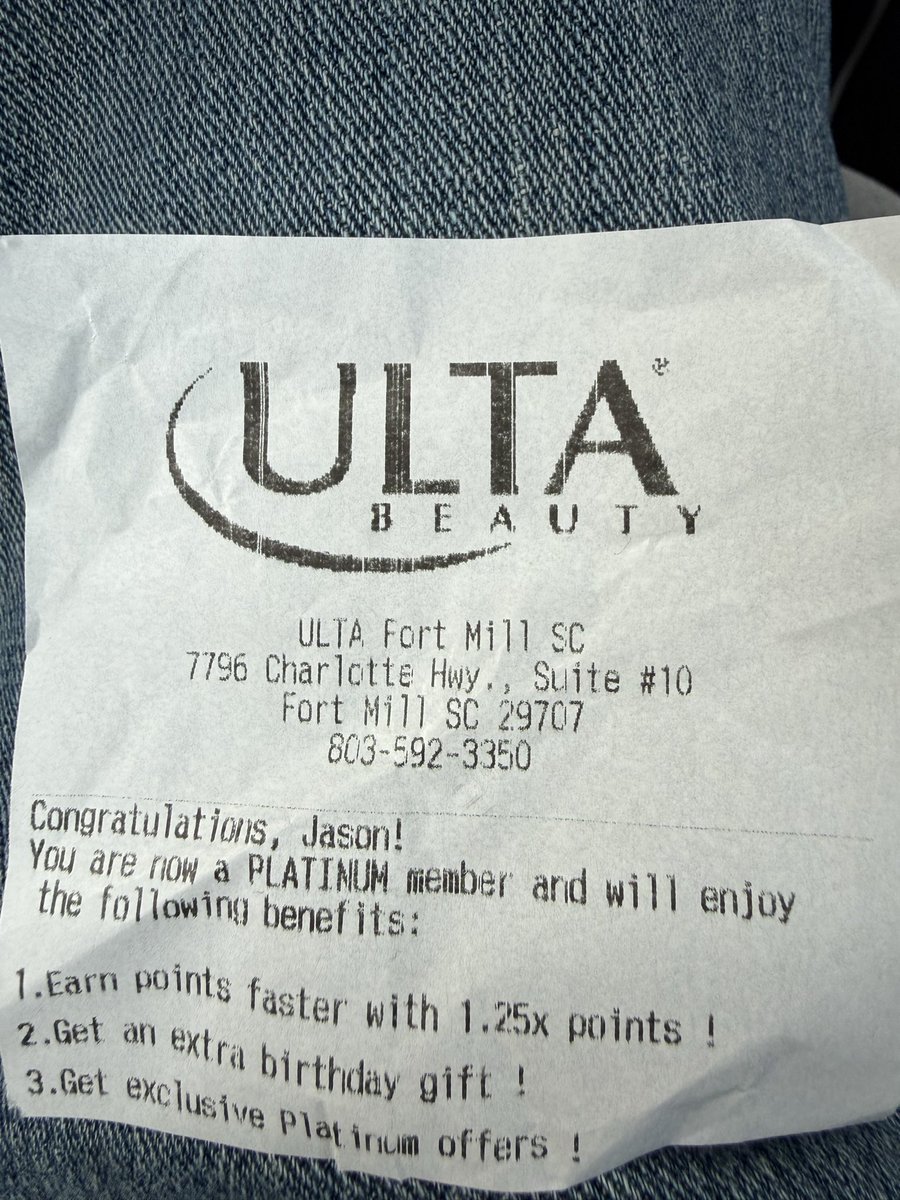 ULTA
BEAUTY
ULTA Fort Mill SC
7796 Charlotte Hwy., Suite #10
Fort Mill SC 29707
803-592-3350
Congratulations, Jason!
You are now a PLATINUM member and will enjoy
the following benefits:
1.Earn points faster with 1.25x points !
2.Get an extra birthday gift !
3.Get exclusive Platinum offers !